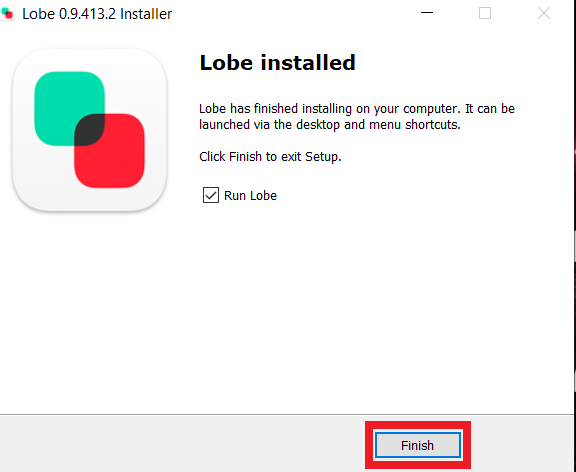 Lobe 0.9.413.2 Installer
Lobe installed
Lobe has finished installing on your computer. It can be
launched via the desktop and menu shortcuts.
Click Finish to exit Setup.
Run Lobe
Finish